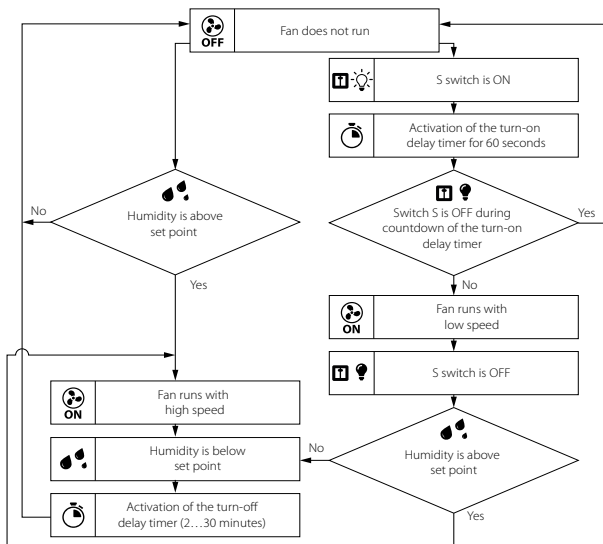 OFF
Fan does not run
S switch is ON
Activation of the turn-on
delay timer for 60 seconds
No
Humidity is above
set point
Yes
Switch S is OFF during
countdown of the turn-on
delay timer
Yes
No
ON
Fan runs with
low speed
S switch is OFF
ON
Fan runs with
high speed
Humidity is below
set point
No
Humidity is above
set point
Yes
Activation of the turn-off
delay timer (2...30 minutes)